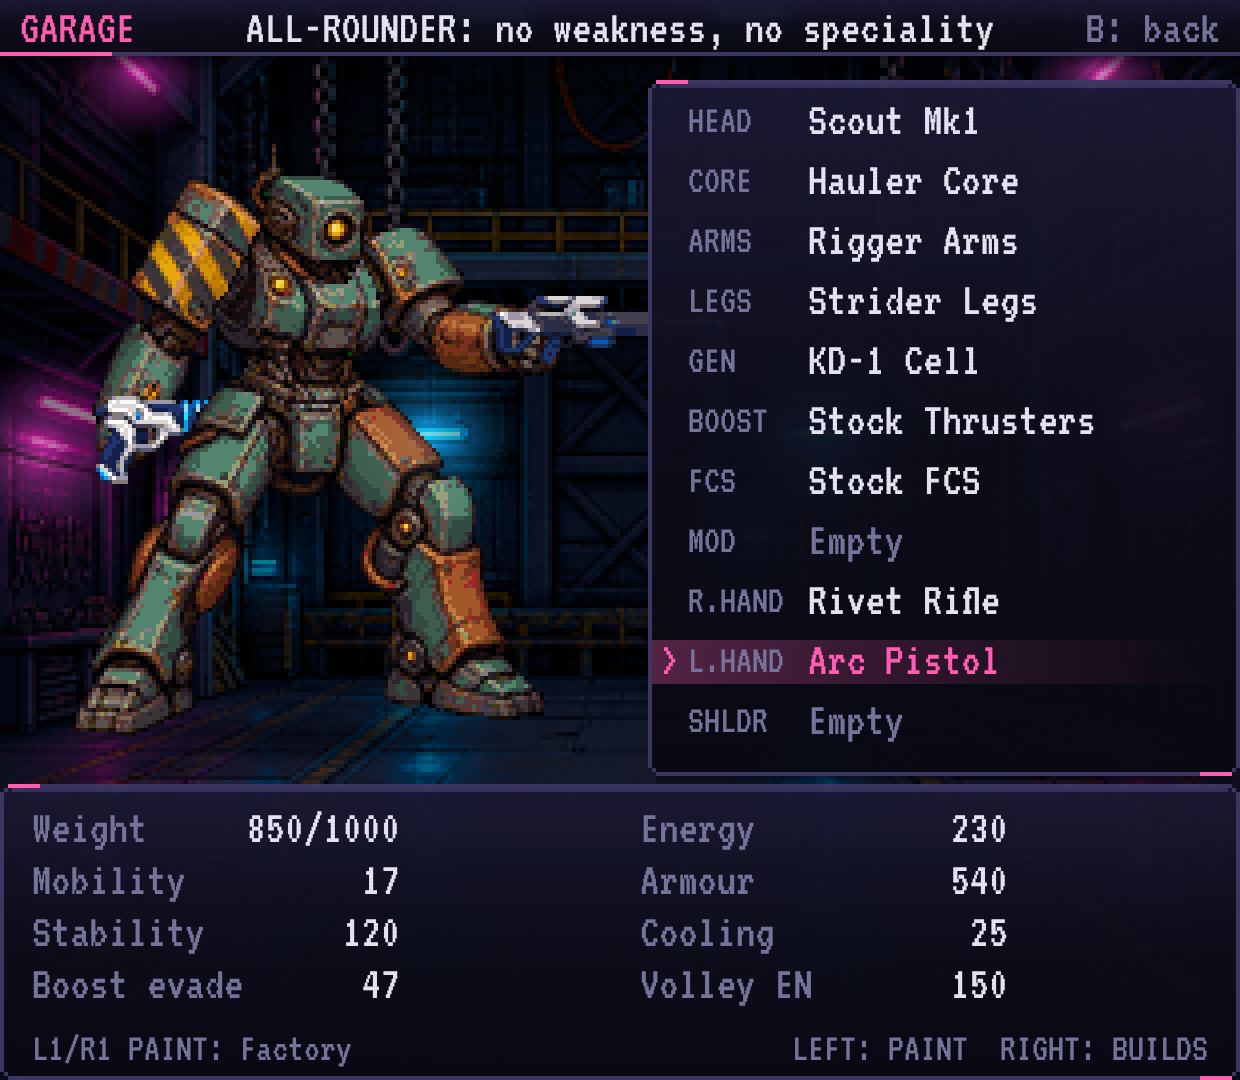 GARAGE ALL-ROUNDER: no weakness, no speciality B: back
HEAD Scout Mk1
CORE Hauler Core
ARMS Rigger Arms
LEGS Strider Legs
GEN KD-1 Cell
BOOST Stock Thrusters
FCS Stock FCS
MOD Empty
R.HAND Rivet Rifle
> L.HAND Arc Pistol
SHLDR Empty
Weight 850/1000 Energy 230
Mobility 17 Armour 540
Stability 120 Cooling 25
Boost evade 47 Volley EN 150
L1/R1 PAINT: Factory LEFT: PAINT RIGHT: BUILDS